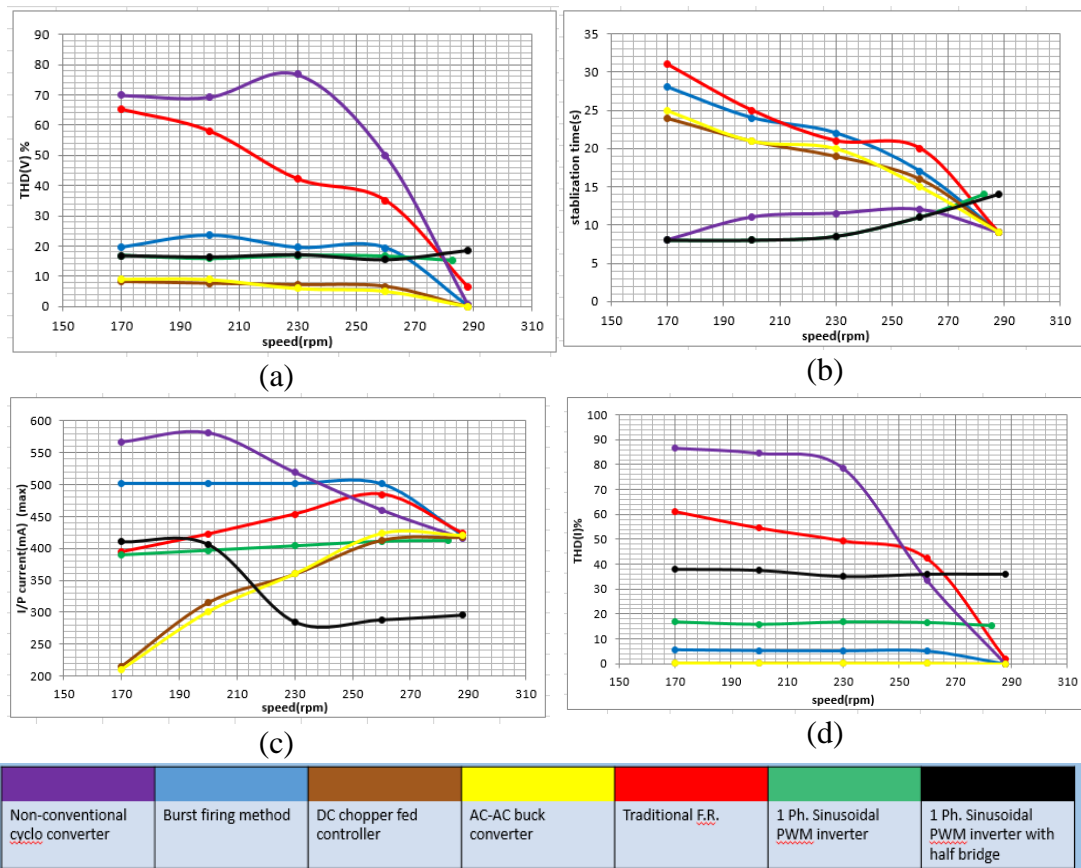 90
80
70
60
50
40
30
20
10
0
THD(V) %
150 170 190 210 230 250 270 290 310
speed(rpm)
(a)
35
30
25
20
15
10
5
0
stablization time(s)
150 170 190 210 230 250 270 290 310
speed(rpm)
(b)
600
550
500
450
400
350
300
250
200
I/P current(mA) (max)
150 170 190 210 230 250 270 290 310
speed(rpm)
(c)
100
90
80
70
60
50
40
30
20
10
0
THD(I)%
150 170 190 210 230 250 270 290 310
speed(rpm)
(d)
Non-conventional
cyclo converter
Burst firing method
DC chopper fed
controller
AC-AC buck
converter
Traditional F.R.
1 Ph. Sinusoidal
PWM inverter
1 Ph. Sinusoidal
PWM inverter with
half bridge